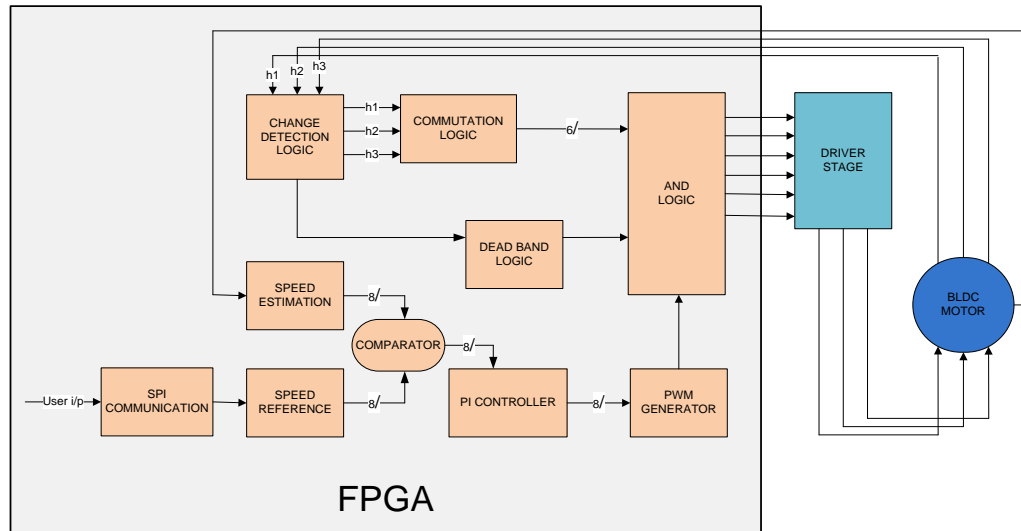 h1
h2
h3
CHANGE
DETECTION
LOGIC
h1
h2
h3
COMMUTATION
LOGIC
6/
AND
LOGIC
DRIVER
STAGE
DEAD BAND
LOGIC
SPEED
ESTIMATION
8/
COMPARATOR
8/
BLDC
MOTOR
User i/p
SPI
COMMUNICATION
SPEED
REFERENCE
8/
PI CONTROLLER
8/
PWM
GENERATOR
FPGA